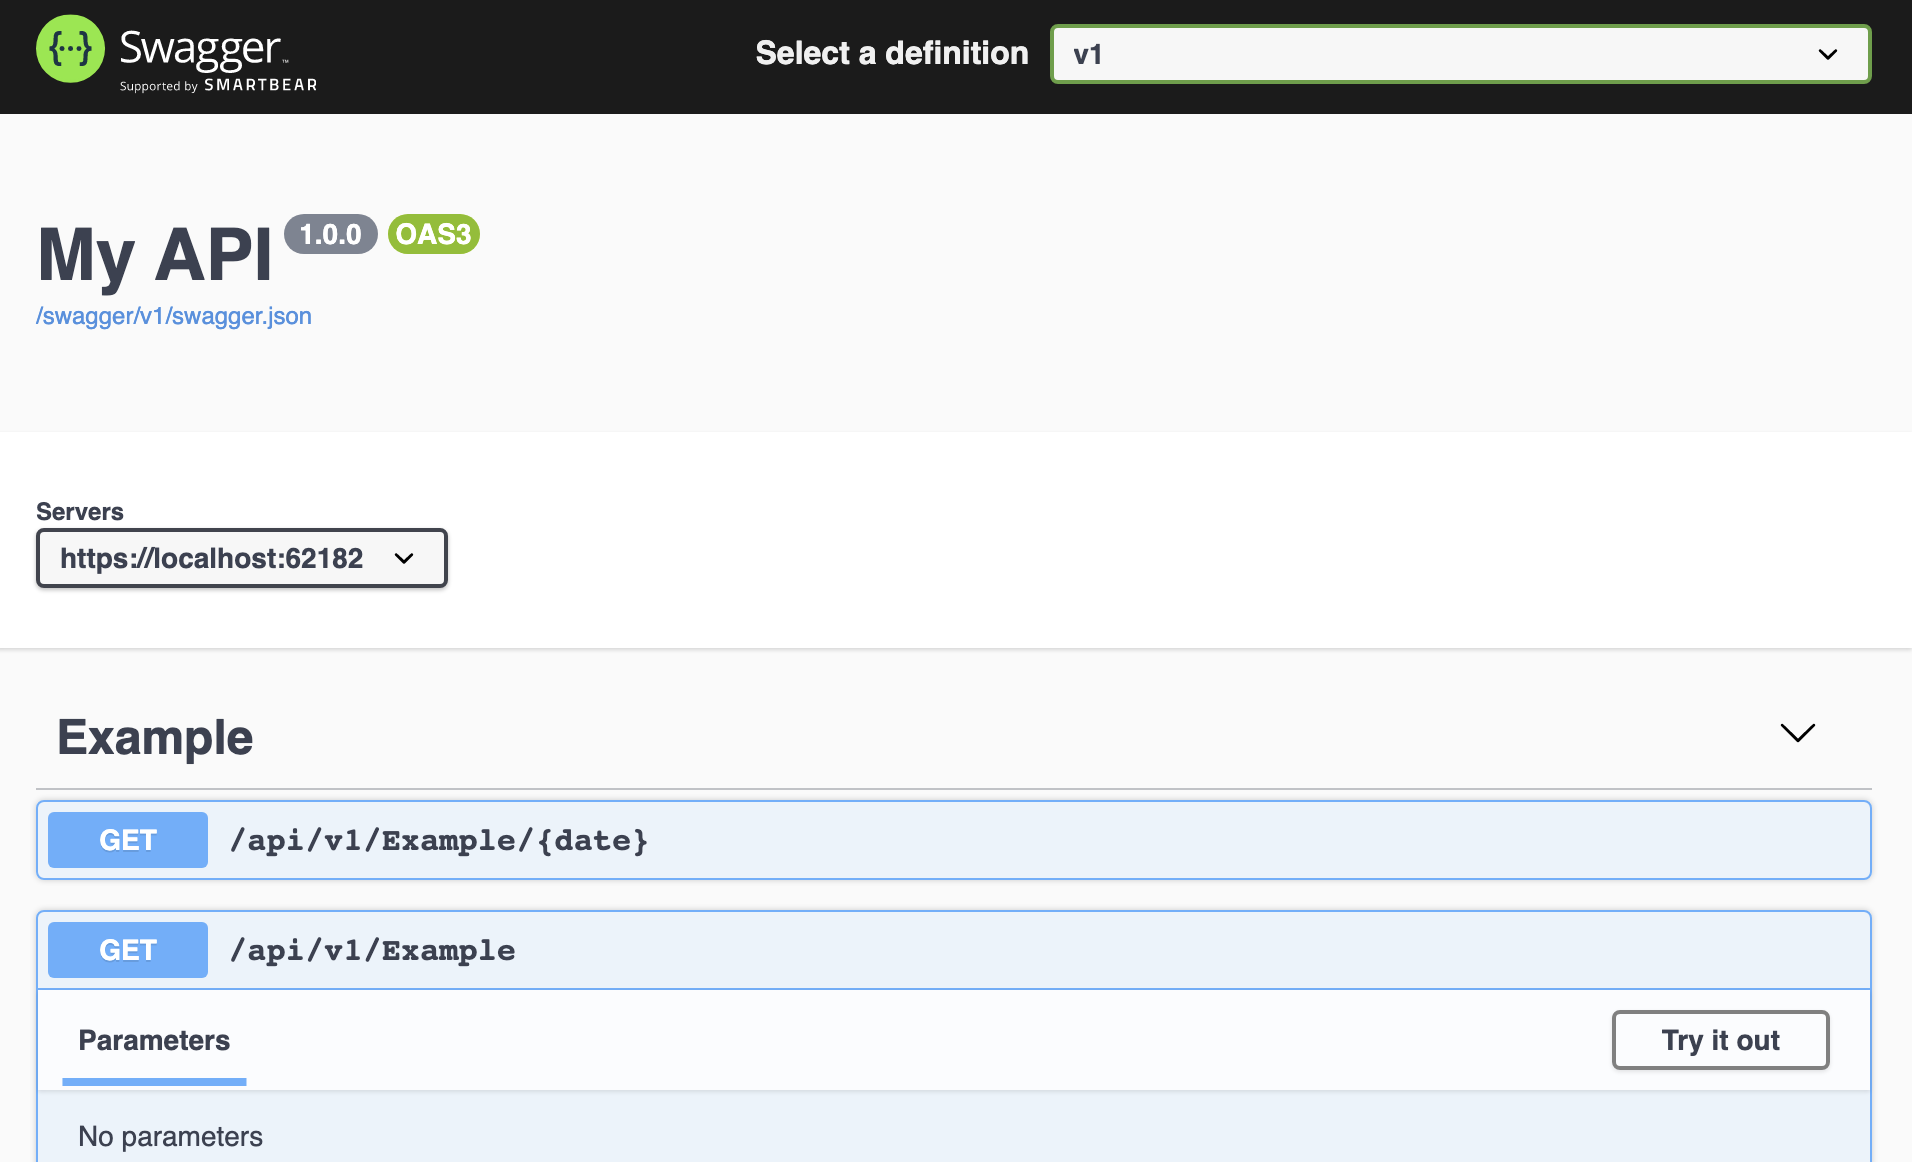 {···} Swagger™
Supported by SMARTBEAR
Select a definition
v1
My API 1.0.0 OAS3
/swagger/v1/swagger.json
Servers
https://localhost:62182
Example
GET /api/v1/Example/{date}
GET /api/v1/Example
Parameters
Try it out
No parameters